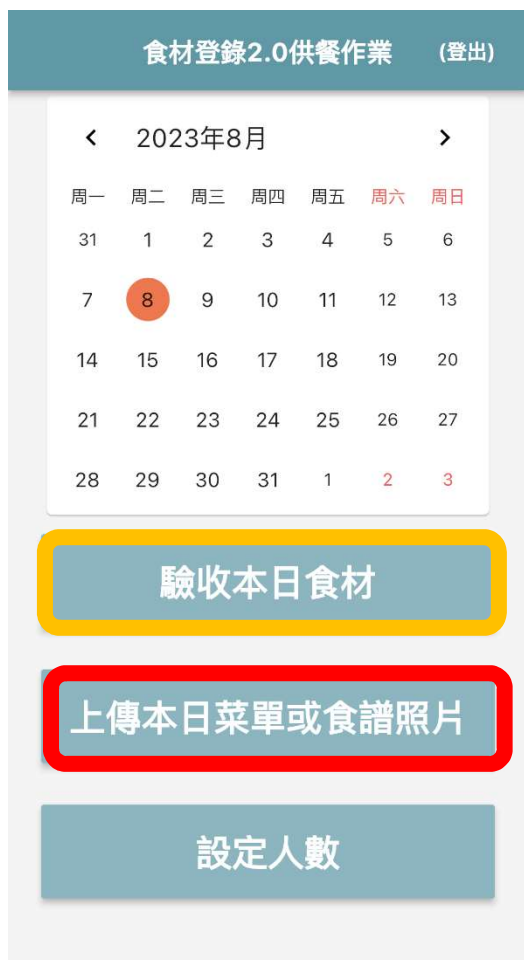 食材登錄2.0供餐作業 (登出)
< 2023年8月 >
周一 周二 周三 周四 周五 周六 周日
31 1 2 3 4 5 6
7 8 9 10 11 12 13
14 15 16 17 18 19 20
21 22 23 24 25 26 27
28 29 30 31 1 2 3
驗收本日食材
上傳本日菜單或食譜照片
設定人數